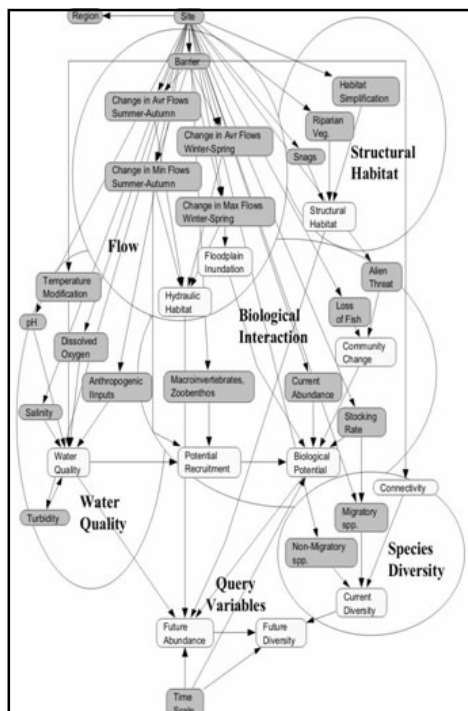 Region
Site
Barrier
Habitat
Simplification
Change in Avr Flows
Summer-Autumn
Riparian
Veg.
Change in Avr Flows
Winter-Spring
Structural
Habitat
Snags
Change in Min Flows
Summer-Autumn
Change in Max Flows
Winter-Spring
Structural
Habitat
Flow
Floodplain
Inundation
Alien
Threat
Temperature
Modification
Hydraulic
Habitat
Biological
Interaction
Loss
of Fish
pH
Dissolved
Oxygen
Community
Change
Anthropogenic
IInputs
Macroinvertebrates,
Zoobenthos
Current
Abundance
Salinity
Stocking
Rate
Water
Quality
Potential
Recruitment
Biological
Potential
Connectivity
Water
Quality
Turbidity
Migratory
spp.
Non-Migratory
spp.
Species
Diversity
Query
Variables
Current
Diversity
Future
Abundance
Future
Diversity
Time
Scale